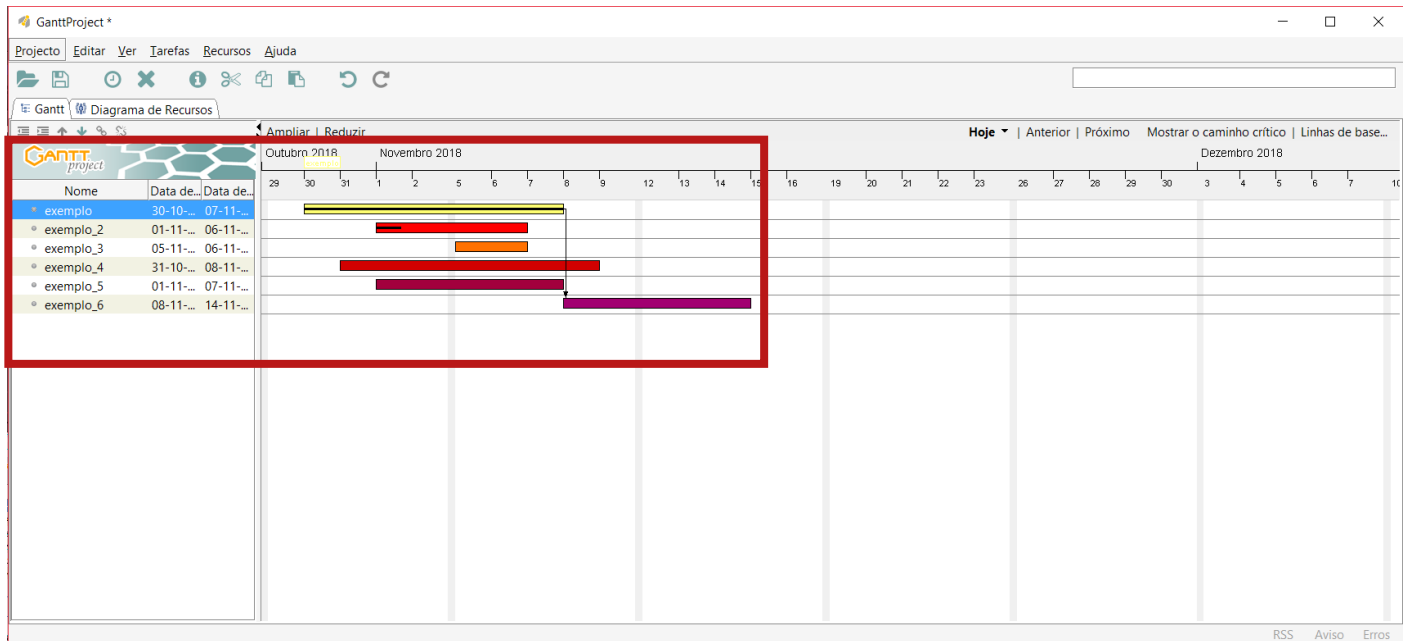 GanttProject *
Projecto Editar Ver Tarefas Recursos Ajuda
Gantt Diagrama de Recursos
Ampliar | Reduzir Hoje | Anterior | Próximo Mostrar o caminho crítico | Linhas de base...
GANTT project
Outubro 2018 Novembro 2018 Dezembro 2018
29 30 31 1 2 5 6 7 8 9 12 13 14 15 16 19 20 21 22 23 26 27 28 29 30 3 4 5 6 7 10
Nome Data de... Data de...
exemplo 30-10-... 07-11-...
exemplo_2 01-11-... 06-11-...
exemplo_3 05-11-... 06-11-...
exemplo_4 31-10-... 08-11-...
exemplo_5 01-11-... 07-11-...
exemplo_6 08-11-... 14-11-...
RSS Aviso Erros